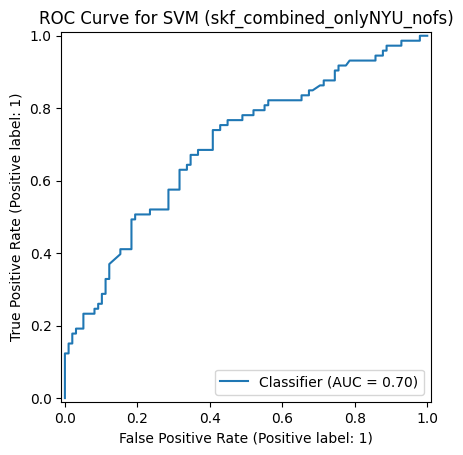 ROC Curve for SVM (skf_combined_onlyNYU_nofs)
1.0
0.8
0.6
0.4
0.2
0.0
True Positive Rate (Positive label: 1)
Classifier (AUC = 0.70)
0.0 0.2 0.4 0.6 0.8 1.0
False Positive Rate (Positive label: 1)